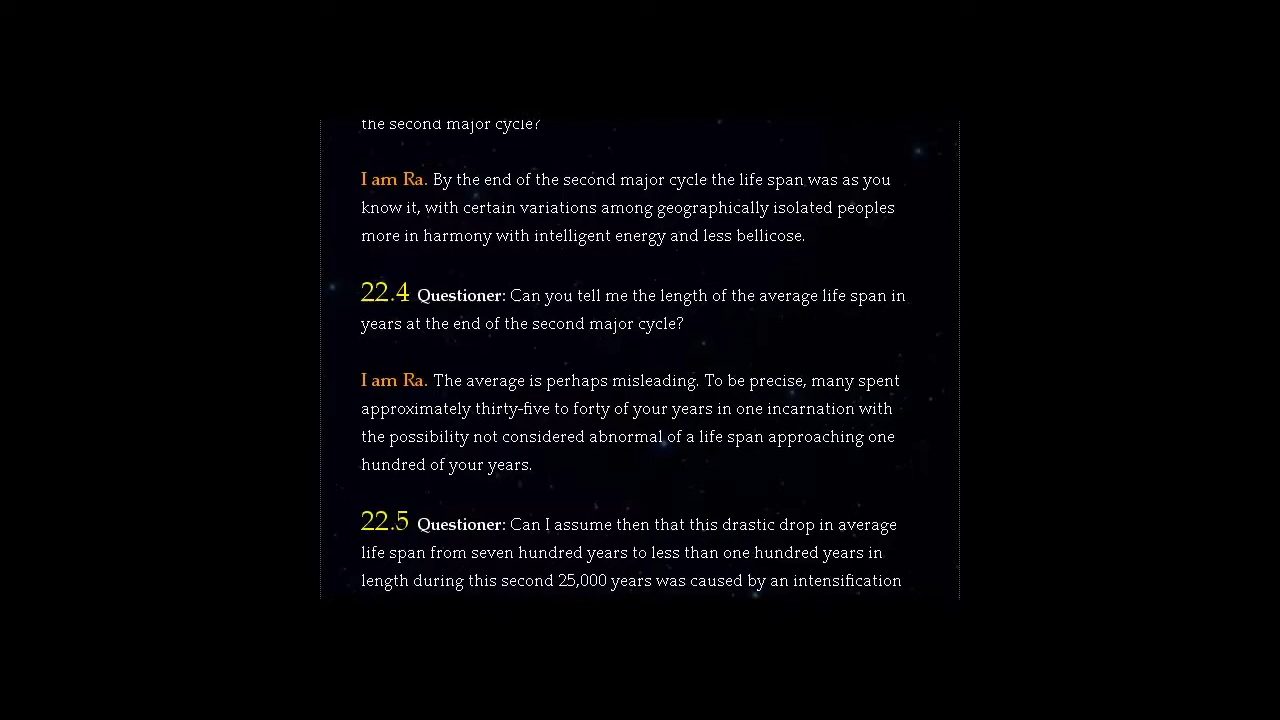 the second major cycle?
I am Ra. By the end of the second major cycle the life span was as you
know it, with certain variations among geographically isolated peoples
more in harmony with intelligent energy and less bellicose.
22.4 Questioner: Can you tell me the length of the average life span in
years at the end of the second major cycle?
I am Ra. The average is perhaps misleading. To be precise, many spent
approximately thirty-five to forty of your years in one incarnation with
the possibility not considered abnormal of a life span approaching one
hundred of your years.
22.5 Questioner: Can I assume then that this drastic drop in average
life span from seven hundred years to less than one hundred years in
length during this second 25,000 years was caused by an intensification